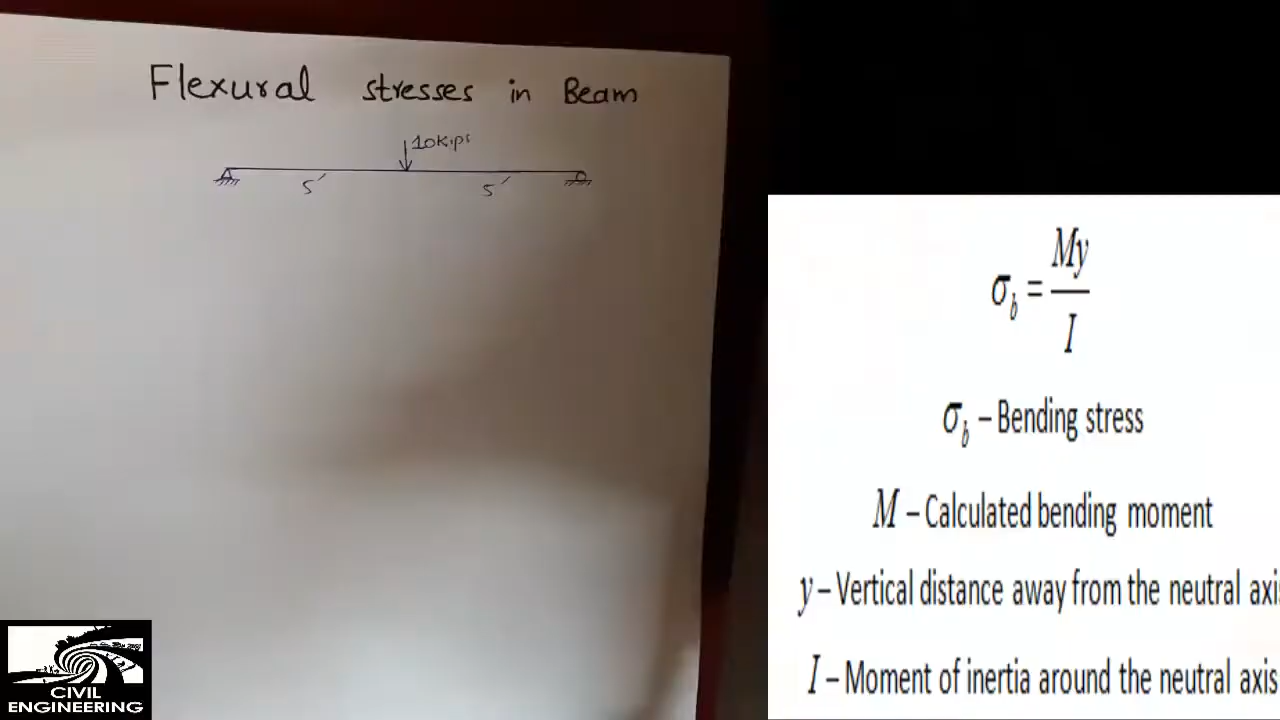 Flexural stresses in Beam
10Kips
5′ 5′
σb = My/I
σb – Bending stress
M – Calculated bending moment
y – Vertical distance away from the neutral axis
I – Moment of inertia around the neutral axis
CIVIL
ENGINEERING